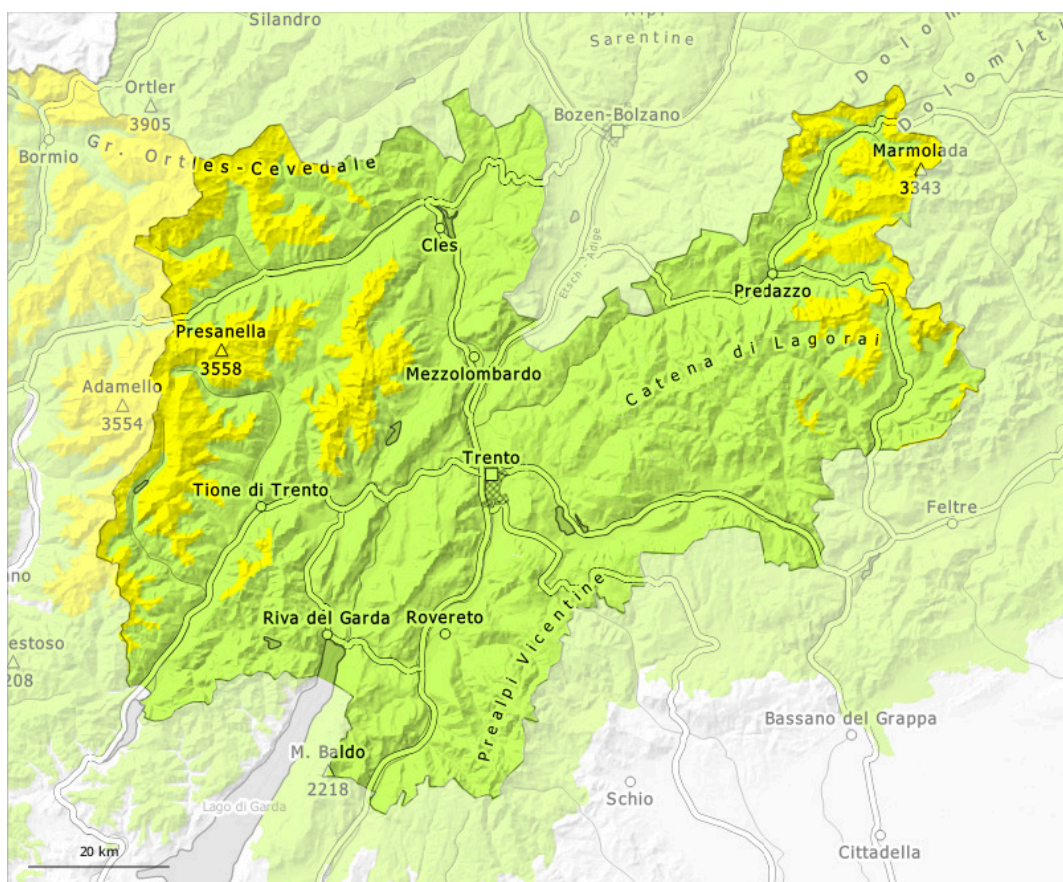 Silandro
Alpi
Sarentine
Dolom
Dolomiti
Ortler
3905
Bozen-Bolzano
Bormio
Gr. Ortles-Cevedale
Marmolada
3343
Cles
Etsch - Adige
Predazzo
Presanella
3558
Mezzolombardo
Catena di Lagorai
Adamello
3554
Trento
Tione di Trento
Feltre
Riva del Garda
Rovereto
estoso
208
Prealpi Vicentine
Bassano del Grappa
M. Baldo
2218
Schio
Lago di Garda
20 km
Cittadella